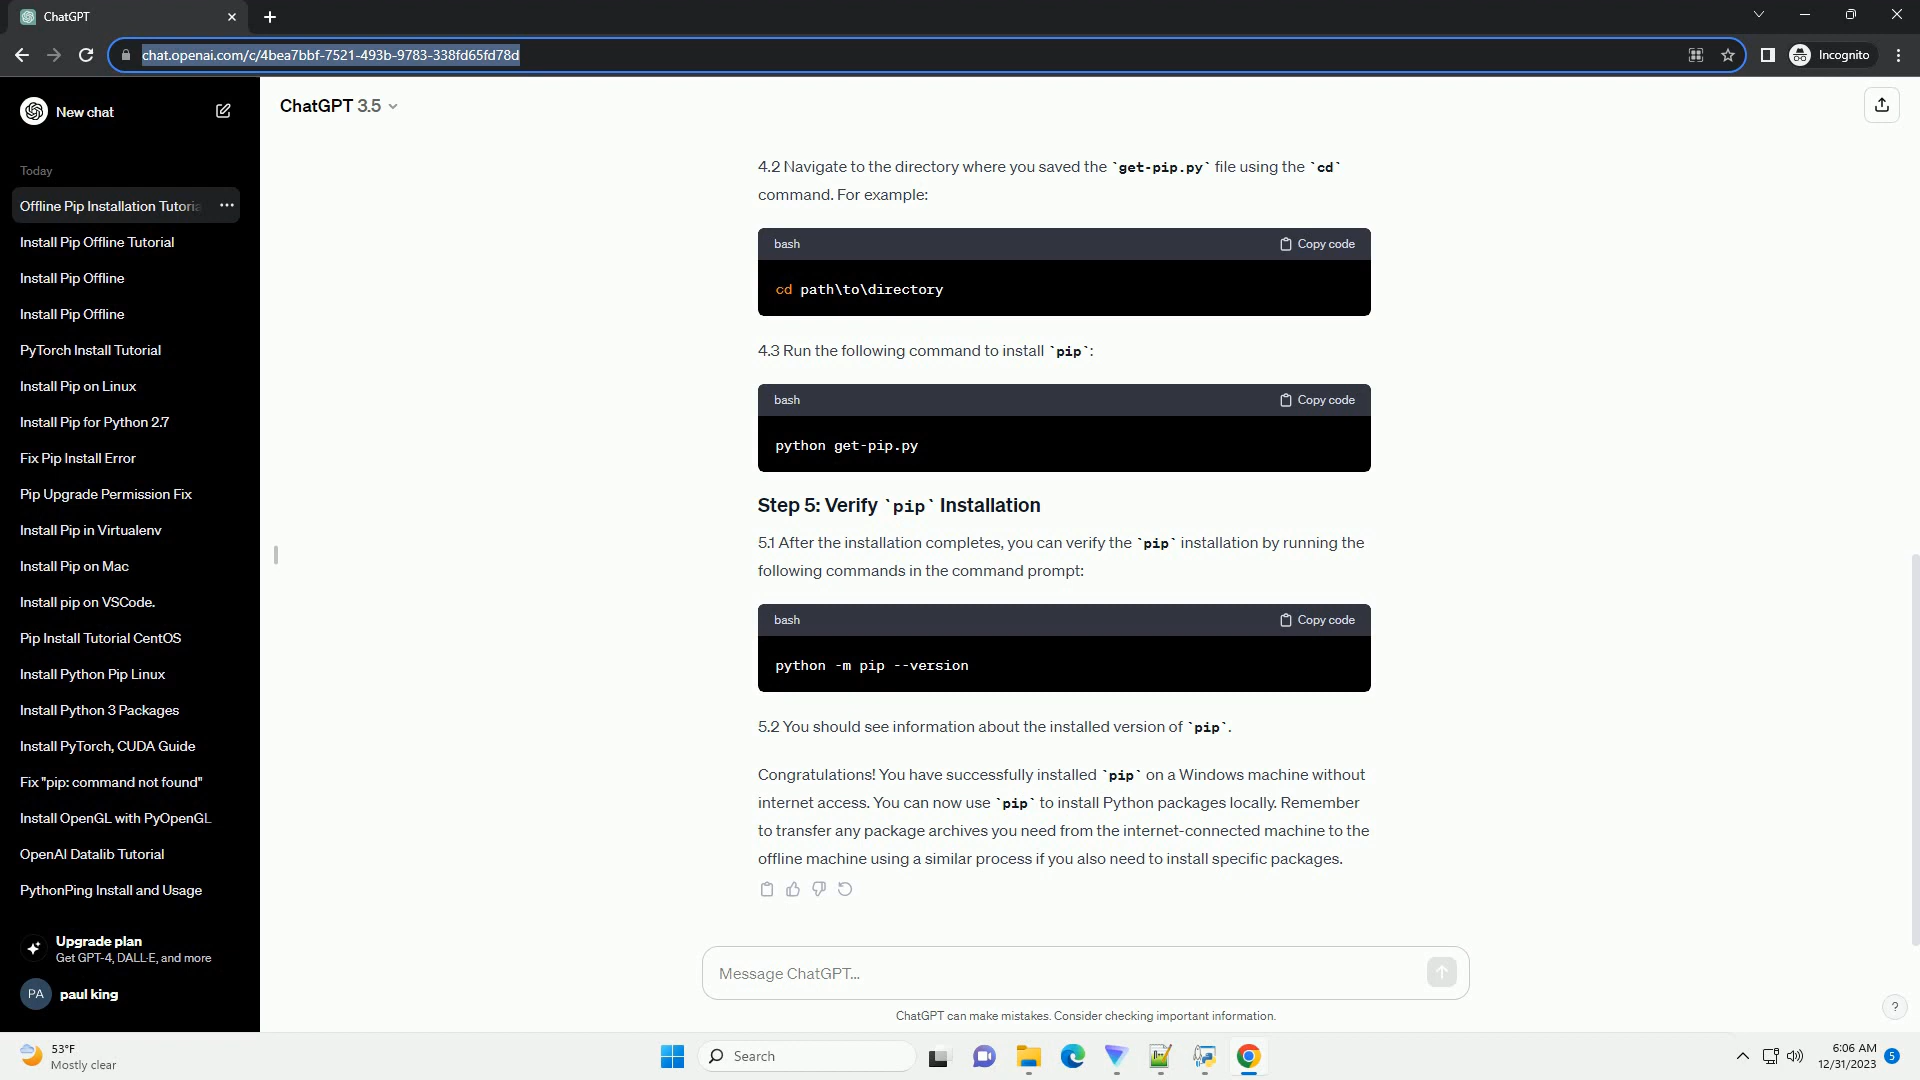 ChatGPT
chat.openai.com/c/4bea7bbf-7521-493b-9783-338fd65fd78d
Incognito
New chat
Today
Offline Pip Installation Tutoria
Install Pip Offline Tutorial
Install Pip Offline
Install Pip Offline
PyTorch Install Tutorial
Install Pip on Linux
Install Pip for Python 2.7
Fix Pip Install Error
Pip Upgrade Permission Fix
Install Pip in Virtualenv
Install Pip on Mac
Install pip on VSCode.
Pip Install Tutorial CentOS
Install Python Pip Linux
Install Python 3 Packages
Install PyTorch, CUDA Guide
Fix "pip: command not found"
Install OpenGL with PyOpenGL
OpenAI Datalib Tutorial
PythonPing Install and Usage
Upgrade plan
Get GPT-4, DALL·E, and more
PA paul king
ChatGPT 3.5
4.2 Navigate to the directory where you saved the `get-pip.py` file using the `cd`
command. For example:
bash Copy code
cd path\to\directory
4.3 Run the following command to install `pip`:
bash Copy code
python get-pip.py
Step 5: Verify `pip` Installation
5.1 After the installation completes, you can verify the `pip` installation by running the
following commands in the command prompt:
bash Copy code
python -m pip --version
5.2 You should see information about the installed version of `pip`.
Congratulations! You have successfully installed `pip` on a Windows machine without
internet access. You can now use `pip` to install Python packages locally. Remember
to transfer any package archives you need from the internet-connected machine to the
offline machine using a similar process if you also need to install specific packages.
Message ChatGPT...
ChatGPT can make mistakes. Consider checking important information.
?
53°F
Mostly clear
Search
6:06 AM
12/31/2023
5